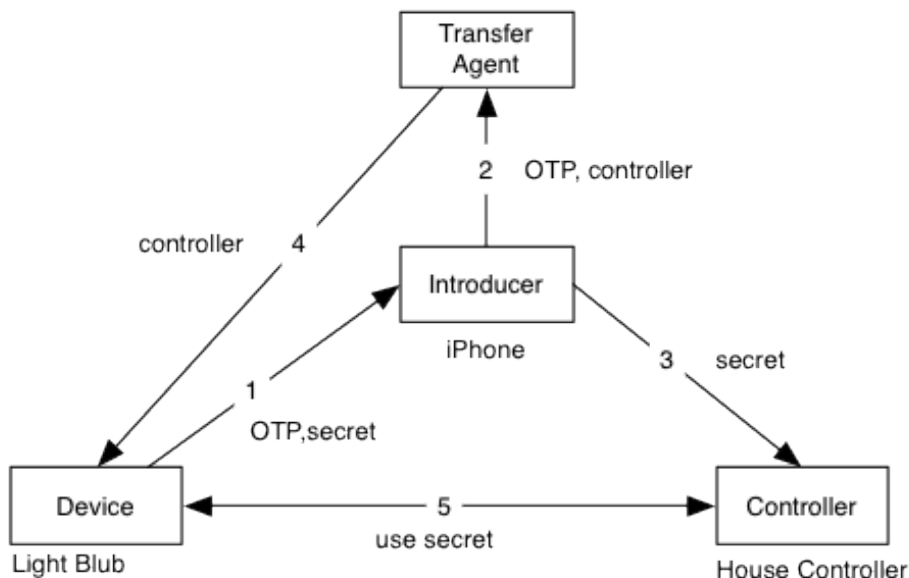 Transfer
Agent
2 OTP, controller
controller 4
Introducer
iPhone
3 secret
1
OTP,secret
Device
5
Controller
use secret
Light Blub
House Controller